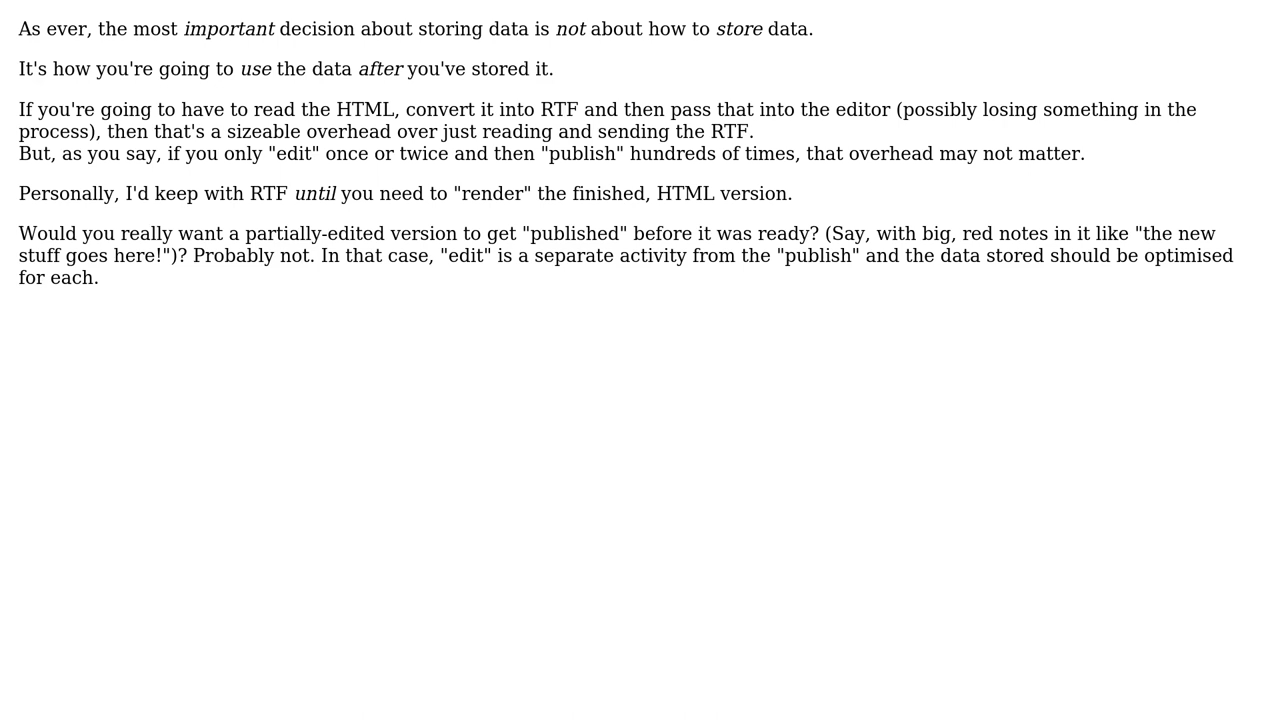 As ever, the most important decision about storing data is not about how to store data.
It's how you're going to use the data after you've stored it.
If you're going to have to read the HTML, convert it into RTF and then pass that into the editor (possibly losing something in the
process), then that's a sizeable overhead over just reading and sending the RTF.
But, as you say, if you only "edit" once or twice and then "publish" hundreds of times, that overhead may not matter.
Personally, I'd keep with RTF until you need to "render" the finished, HTML version.
Would you really want a partially-edited version to get "published" before it was ready? (Say, with big, red notes in it like "the new
stuff goes here!")? Probably not. In that case, "edit" is a separate activity from the "publish" and the data stored should be optimised
for each.